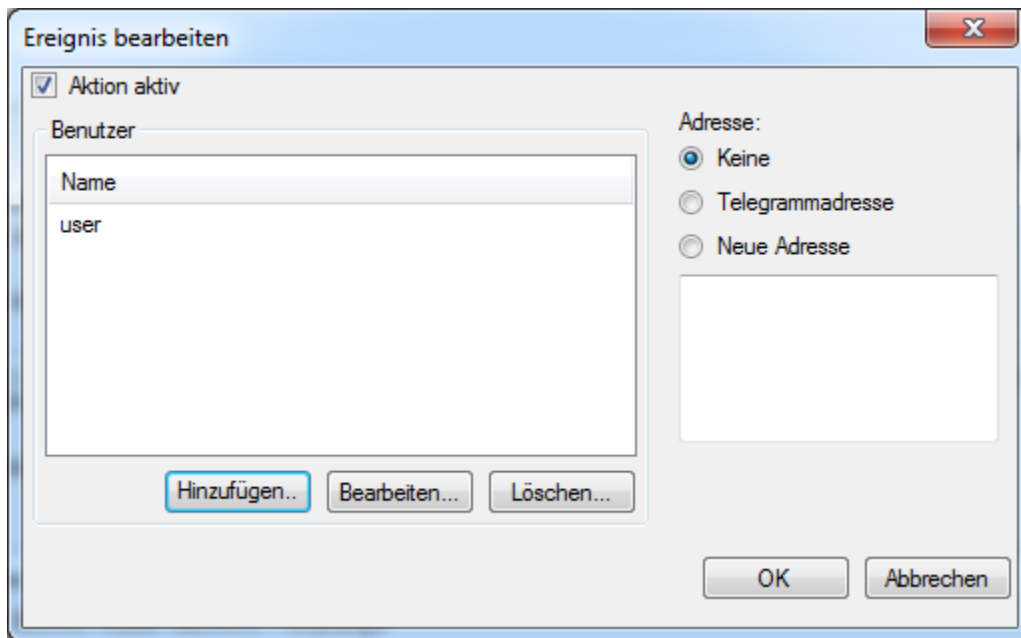 Ereignis bearbeiten
Aktion aktiv
Benutzer
Name
user
Hinzufügen..
Bearbeiten...
Löschen...
Adresse:
Keine
Telegrammadresse
Neue Adresse
OK
Abbrechen